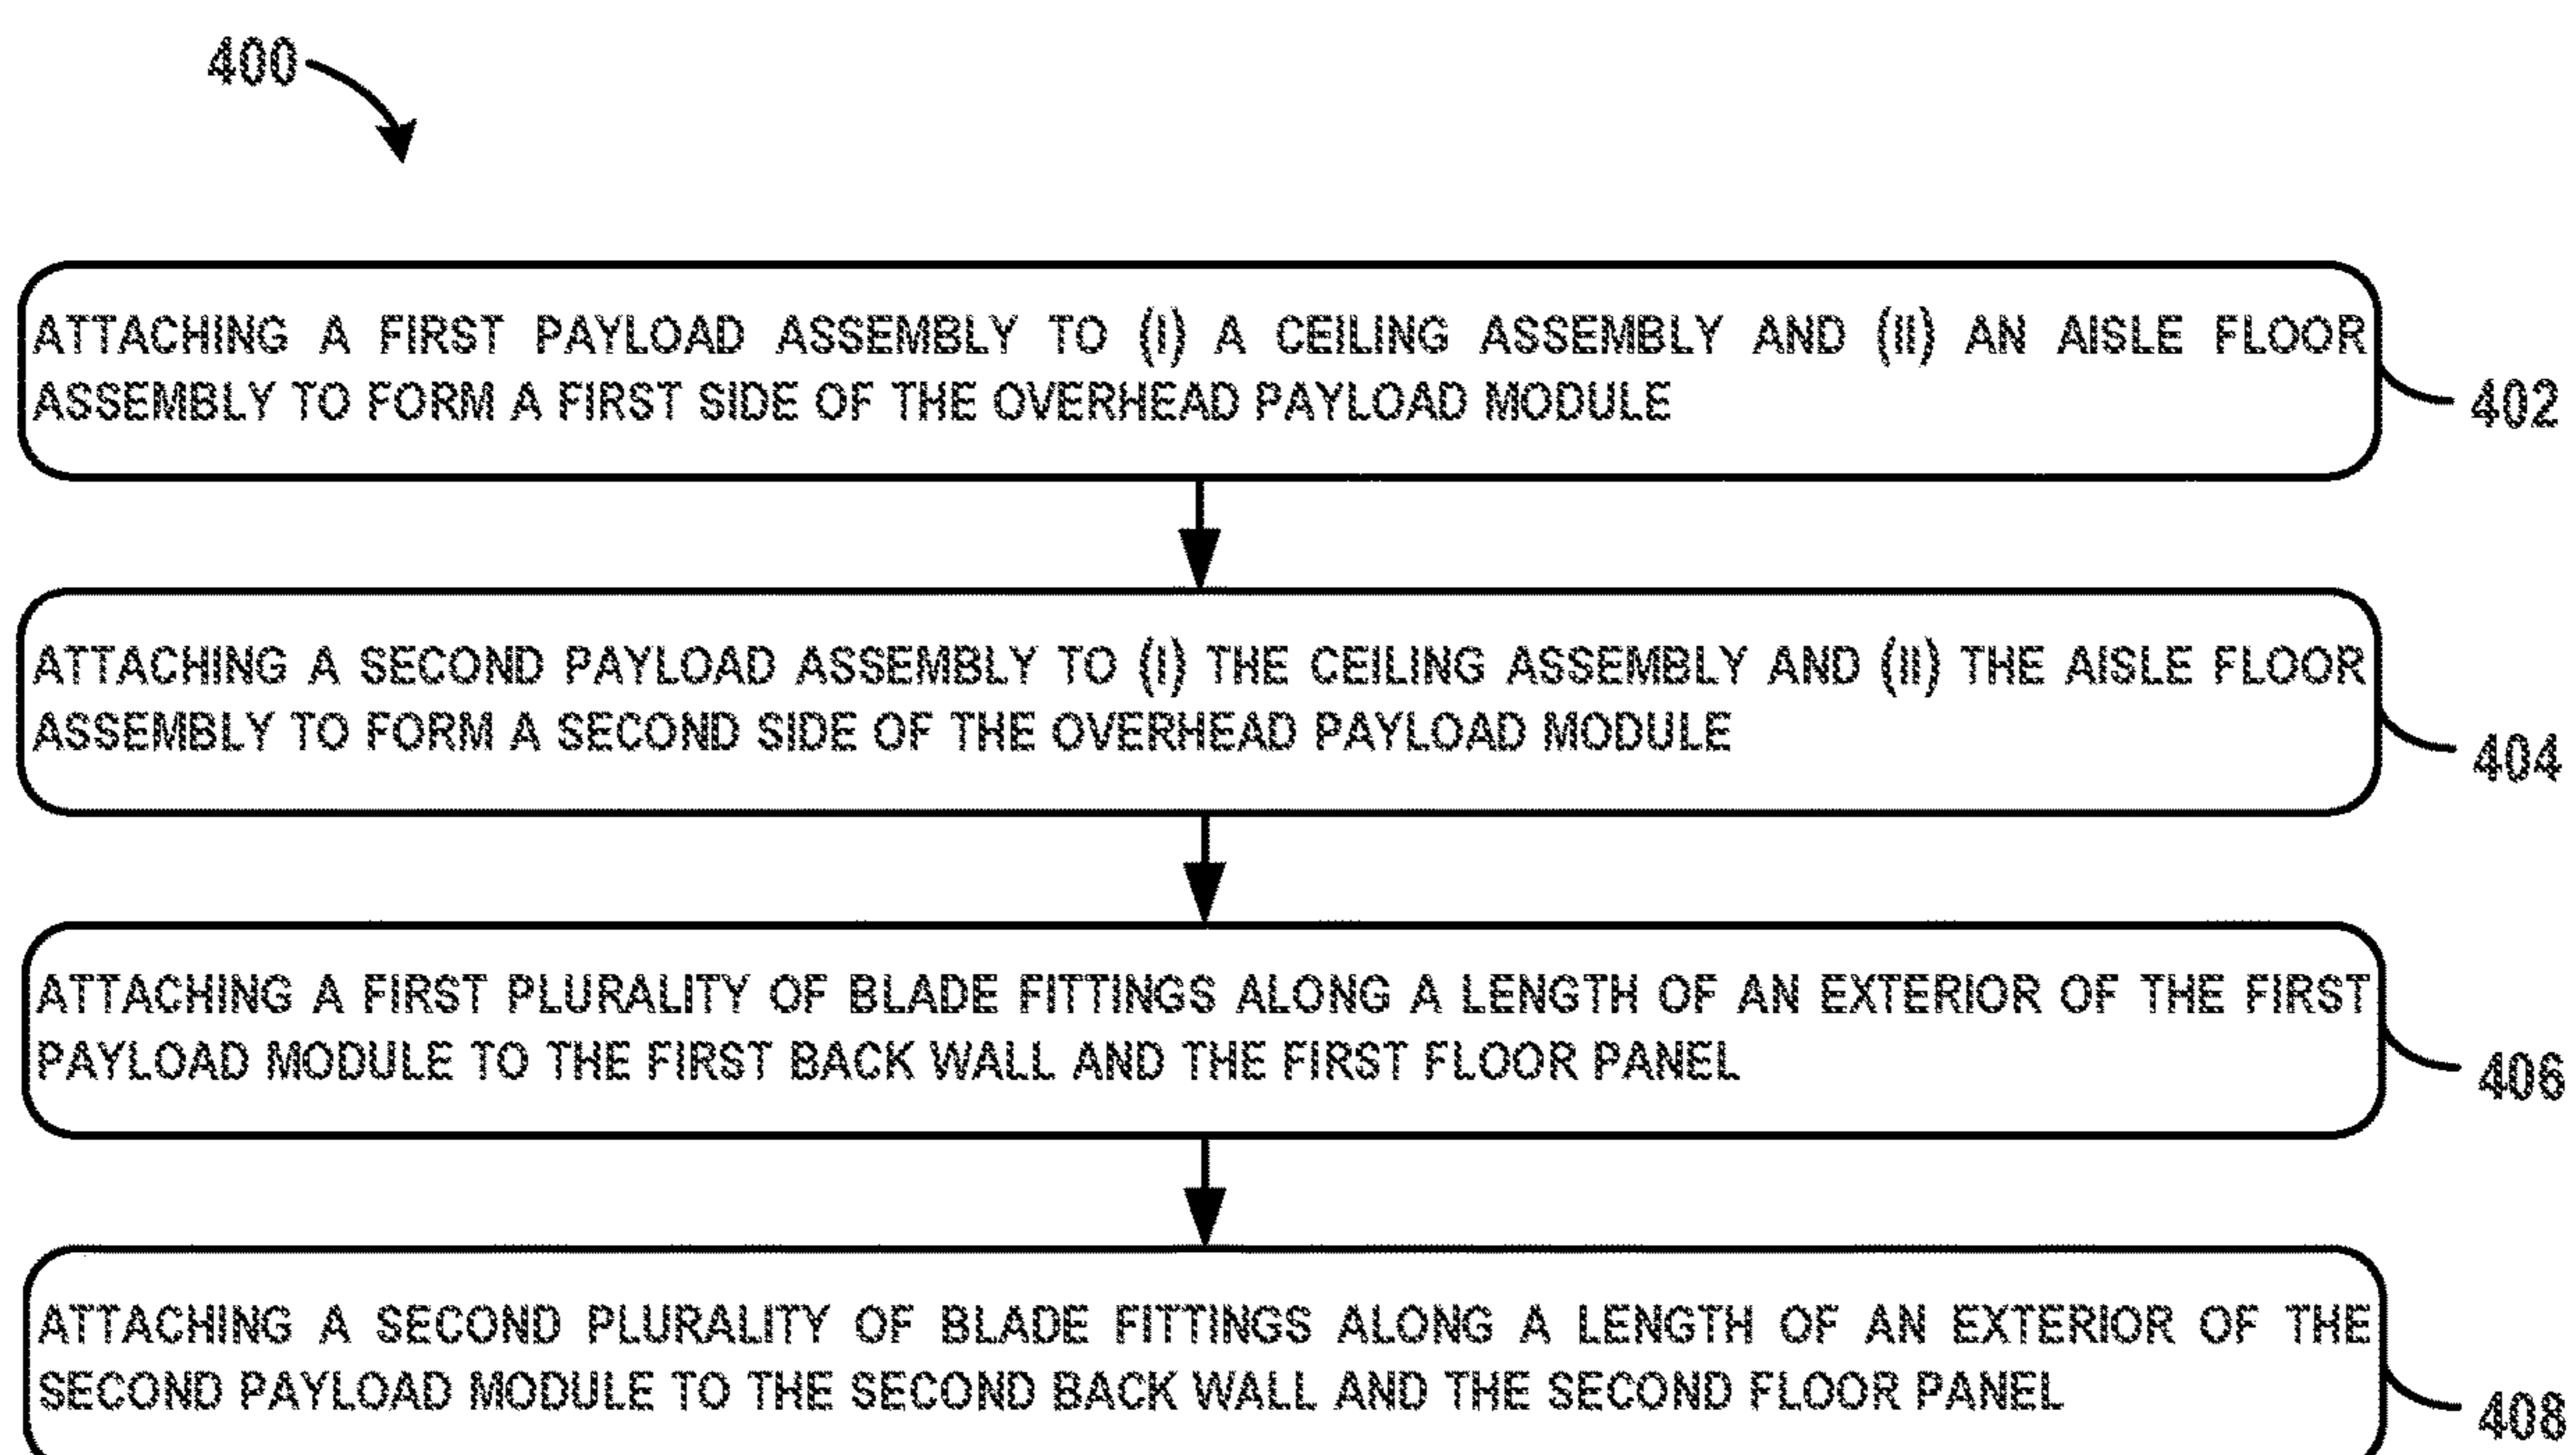 400
ATTACHING A FIRST PAYLOAD ASSEMBLY TO (I) A CEILING ASSEMBLY AND (II) AN AISLE FLOOR
ASSEMBLY TO FORM A FIRST SIDE OF THE OVERHEAD PAYLOAD MODULE
402
ATTACHING A SECOND PAYLOAD ASSEMBLY TO (I) THE CEILING ASSEMBLY AND (II) THE AISLE FLOOR
ASSEMBLY TO FORM A SECOND SIDE OF THE OVERHEAD PAYLOAD MODULE
404
ATTACHING A FIRST PLURALITY OF BLADE FITTINGS ALONG A LENGTH OF AN EXTERIOR OF THE FIRST
PAYLOAD MODULE TO THE FIRST BACK WALL AND THE FIRST FLOOR PANEL
406
ATTACHING A SECOND PLURALITY OF BLADE FITTINGS ALONG A LENGTH OF AN EXTERIOR OF THE
SECOND PAYLOAD MODULE TO THE SECOND BACK WALL AND THE SECOND FLOOR PANEL
408